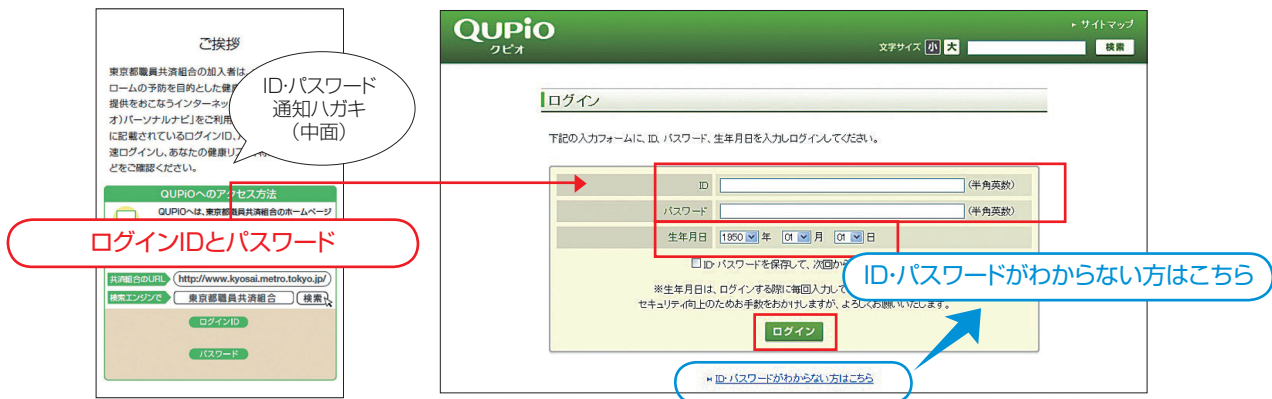 ご挨拶
東京都職員共済組合の加入者は、
ロームの予防を目的とした健
提供をおこなうインターネッ
オ)パーソナルナビ」をご利用
に記載されているログインID、
速ログインし、あなたの健康リス
どをご確認ください。
ID・パスワード
通知ハガキ
（中面）
QUPiOへのアクセス方法
QUPiOへは、東京都職員共済組合のホームページ
ログインIDとパスワード
共済組合のURL http://www.kyosai.metro.tokyo.jp/
検索エンジンで 東京都職員共済組合 検索
ログインID
パスワード
QUPiO
クピオ
サイトマップ
文字サイズ 小 大 検索
ログイン
下記の入力フォームに、ID、パスワード、生年月日を入力しログインしてください。
ID (半角英数)
パスワード (半角英数)
生年月日 1950 年 01 月 01 日
ID・パスワードを保存して、次回か
ID・パスワードがわからない方はこちら
※生年月日は、ログインする際に毎回入力して
セキュリティ向上のためお手数をおかけしますが、よろしくお願いいたします。
ログイン
ID・パスワードがわからない方はこちら